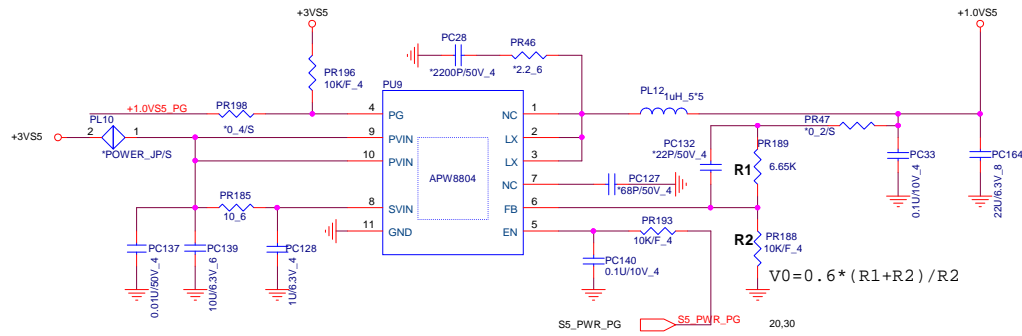 +3VS5
+1.0VS5
PC28
PR46
*2200P/50V_4
*2.2_6
PR196
10K/F_4
PU9
PL12
1uH_5*5
+1.0VS5_PG
PR198
*0_4/S
4
PG
NC
1
PR47
*0_2/S
+3VS5
2
PL10
1
*POWER_JP/S
9
PVIN
LX
2
10
PVIN
LX
3
PC132
*22P/50V_4
R1
PR189
6.65K
PC33
0.1U/10V_4
PC164
22U/6.3V_8
APW8804
NC
7
PC127
*68P/50V_4
PR185
10_6
8
SVIN
FB
6
11
GND
EN
5
PR193
10K/F_4
R2
PR188
10K/F_4
PC137
0.01U/50V_4
PC139
10U/6.3V_6
PC128
1U/6.3V_4
PC140
0.1U/10V_4
V0=0.6*(R1+R2)/R2
S5_PWR_PG
S5_PWR_PG
20,30